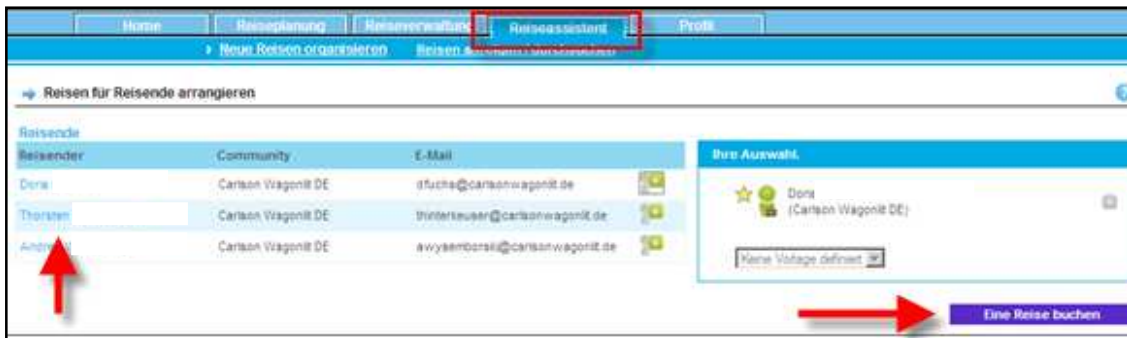 Home Reiseplanung Reiseverwaltung Reiseassistent Profil
Neue Reisen organisieren Reisen
Reisen für Reisende arrangieren
Reisende
Reisender Community E-Mail
Ihre Auswahl.
Doris Carlson Wagonlit DE dfuchs@carlsonwagonlit.de
Doris
(Carlson Wagonlit DE)
Thorsten Carlson Wagonlit DE thinterkeuser@carlsonwagonlit.de
Carlson Wagonlit DE awysemborski@carlsonwagonlit.de
Keine Vorlage definiert
Eine Reise buchen